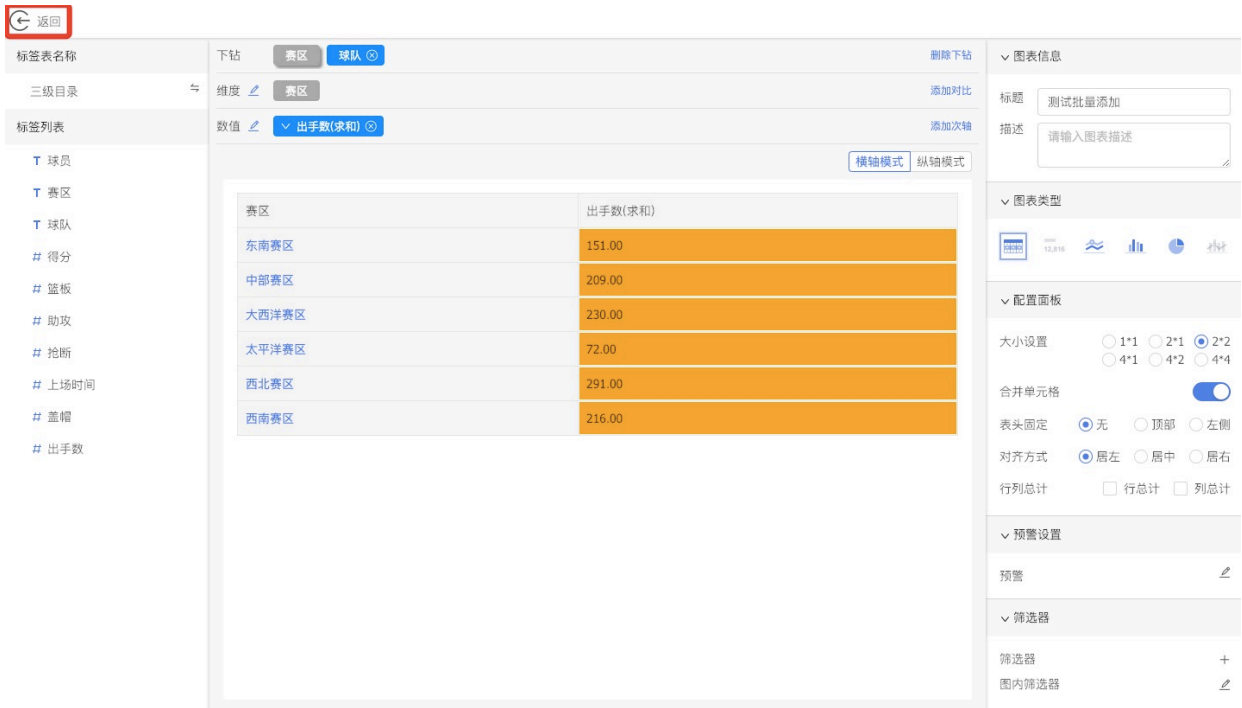 返回
标签表名称
三级目录
标签列表
T 球员
T 赛区
T 球队
# 得分
# 篮板
# 助攻
# 抢断
# 上场时间
# 盖帽
# 出手数
下钻 赛区 球队 删除下钻
维度 赛区 添加对比
数值 出手数(求和) 添加次轴
横轴模式 纵轴模式
赛区 出手数(求和)
东南赛区 151.00
中部赛区 209.00
大西洋赛区 230.00
太平洋赛区 72.00
西北赛区 291.00
西南赛区 216.00
图表信息
标题 测试批量添加
描述 请输入图表描述
图表类型
12,816
配置面板
大小设置 1*1 2*1 2*2
4*1 4*2 4*4
合并单元格
表头固定 无 顶部 左侧
对齐方式 居左 居中 居右
行列总计 行总计 列总计
预警设置
预警
筛选器
筛选器
图内筛选器